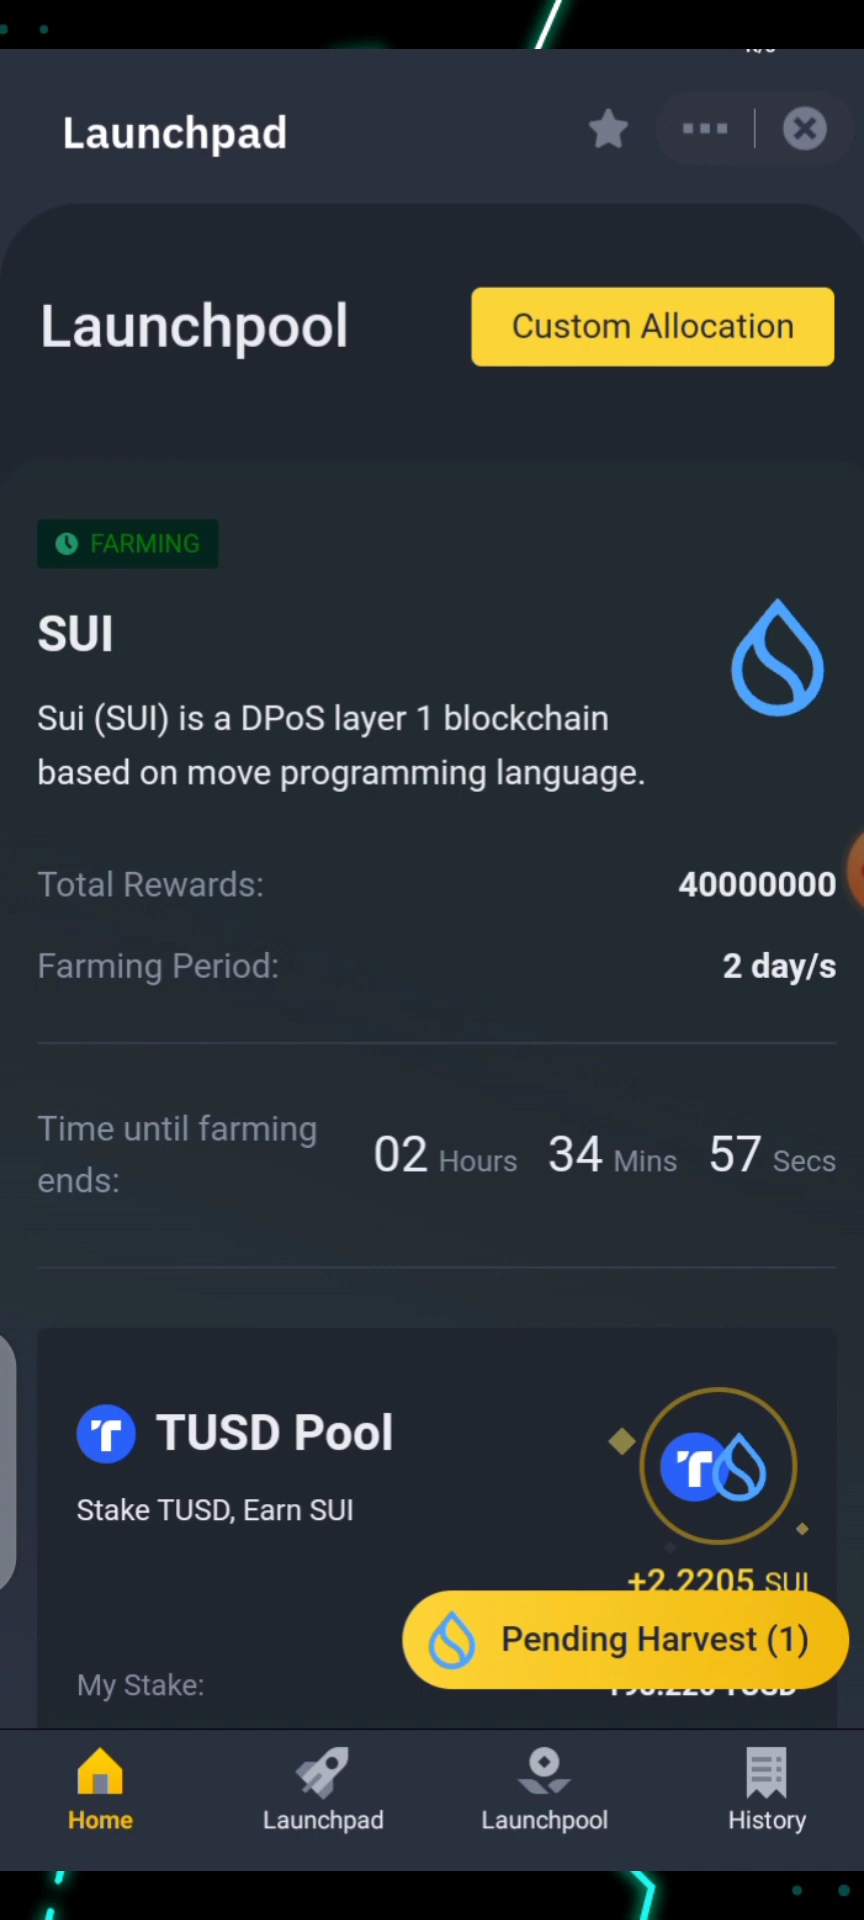 Launchpad
Launchpool
Custom Allocation
FARMING
SUI
Sui (SUI) is a DPoS layer 1 blockchain
based on move programming language.
Total Rewards: 40000000
Farming Period: 2 day/s
Time until farming
ends:
02 Hours 34 Mins 57 Secs
TUSD Pool
Stake TUSD, Earn SUI
+2.2205 SUI
Pending Harvest (1)
My Stake:
Home
Launchpad
Launchpool
History